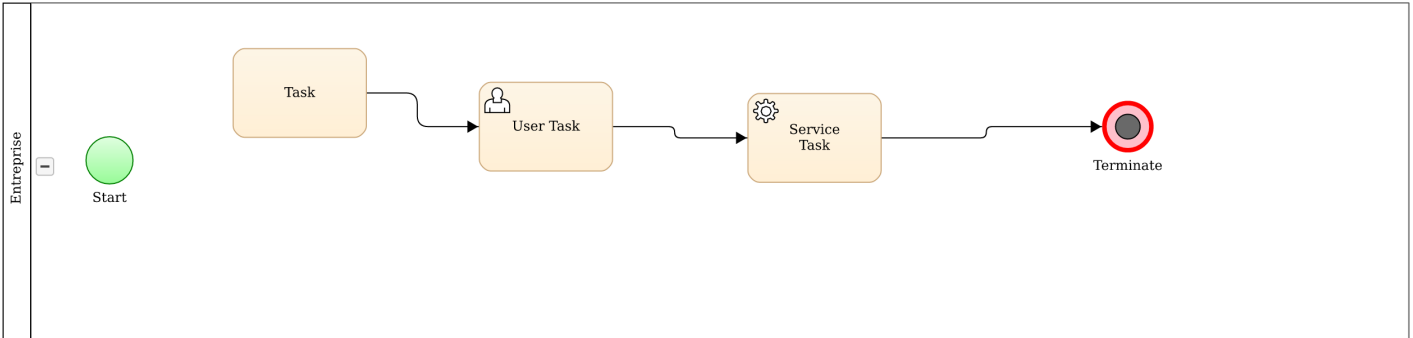 Entreprise
Start
Task
User Task
Service
Task
Terminate